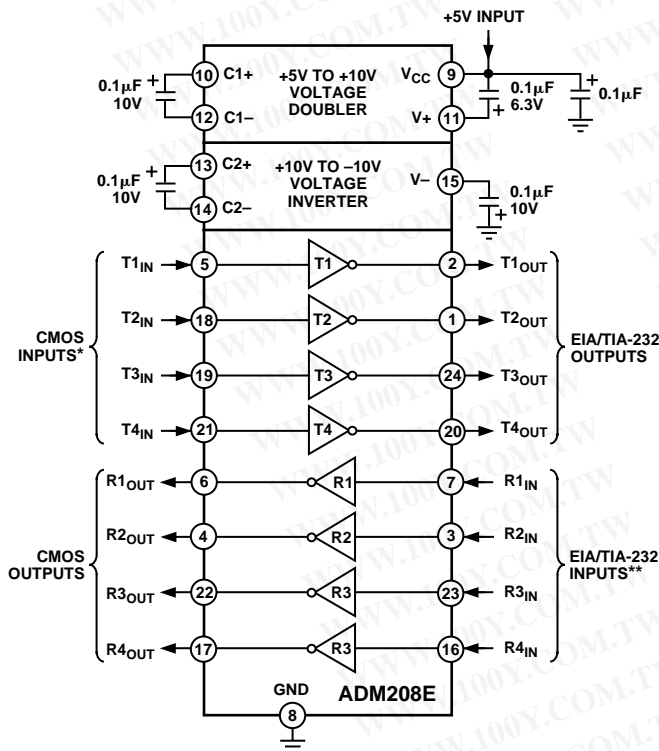 +5V INPUT
0.1μF
10V
10
C1+
12
C1–
+5V TO +10V
VOLTAGE
DOUBLER
VCC
9
V+
11
0.1μF
6.3V
0.1μF
0.1μF
10V
13
C2+
14
C2–
+10V TO –10V
VOLTAGE
INVERTER
V–
15
0.1μF
10V
CMOS
INPUTS*
T1IN
5
T1
2
T1OUT
T2IN
18
T2
1
T2OUT
T3IN
19
T3
24
T3OUT
T4IN
21
T4
20
T4OUT
EIA/TIA-232
OUTPUTS
CMOS
OUTPUTS
R1OUT
6
R1
7
R1IN
R2OUT
4
R2
3
R2IN
R3OUT
22
R3
23
R3IN
R4OUT
17
R3
16
R4IN
EIA/TIA-232
INPUTS**
GND
8
ADM208E
WWW.100Y.COM.TW